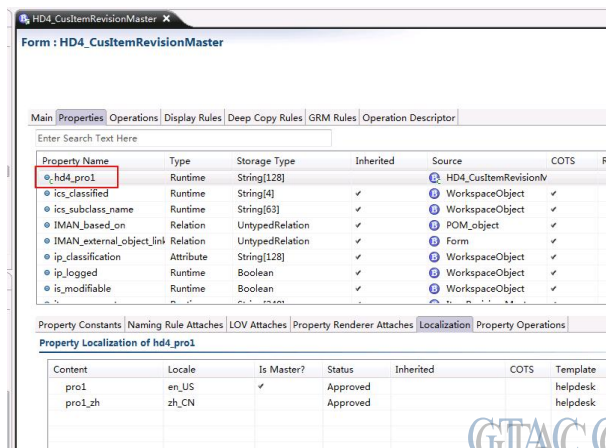 HD4_CusItemRevisionMaster
Form : HD4_CusItemRevisionMaster
Main Properties Operations Display Rules Deep Copy Rules GRM Rules Operation Descriptor
Enter Search Text Here
Property Name Type Storage Type Inherited Source COTS
hd4_pro1 Runtime String[128] HD4_CusItemRevisionM
ics_classified Runtime String[4] ✔ WorkspaceObject ✔
ics_subclass_name Runtime String[63] ✔ WorkspaceObject ✔
IMAN_based_on Relation UntypedRelation ✔ POM_object ✔
IMAN_external_object_link Relation UntypedRelation ✔ Form ✔
ip_classification Attribute String[128] ✔ WorkspaceObject ✔
ip_logged Runtime Boolean ✔ WorkspaceObject ✔
is_modifiable Runtime Boolean ✔ WorkspaceObject ✔
Property Constants Naming Rule Attaches LOV Attaches Property Renderer Attaches Localization Property Operations
Property Localization of hd4_pro1
Content Locale Is Master? Status Inherited COTS Template
pro1 en_US ✔ Approved helpdesk
pro1_zh zh_CN Approved helpdesk
GTAC